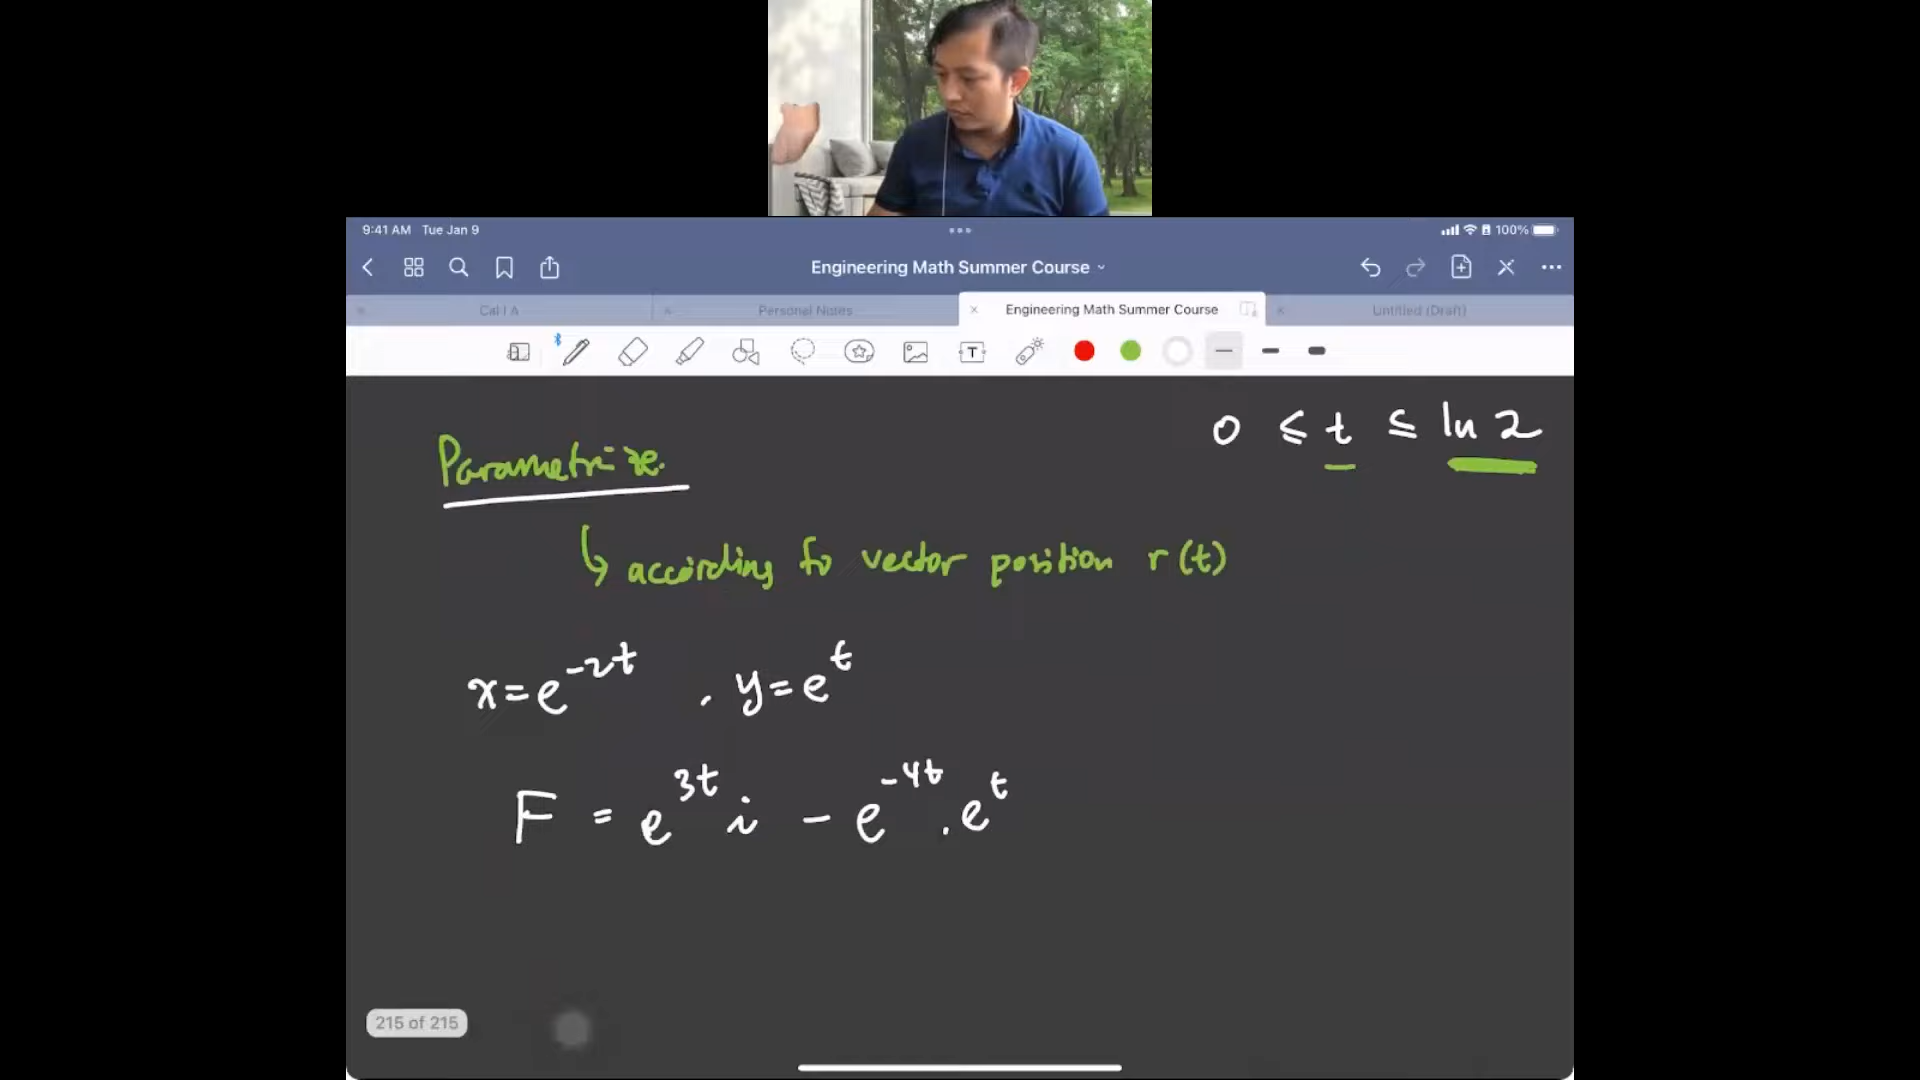 9:41 AM Tue Jan 9
100%
Engineering Math Summer Course
Cal I A
Personal Notes
Engineering Math Summer Course
Untitled (Draft)
T
0 ≤ t ≤ ln 2
Parametrize.
↳ according to vector position r(t)
x = e^{-2t} , y = e^{t}
F = e^{3t} i - e^{-4t} . e^{t}
215 of 215